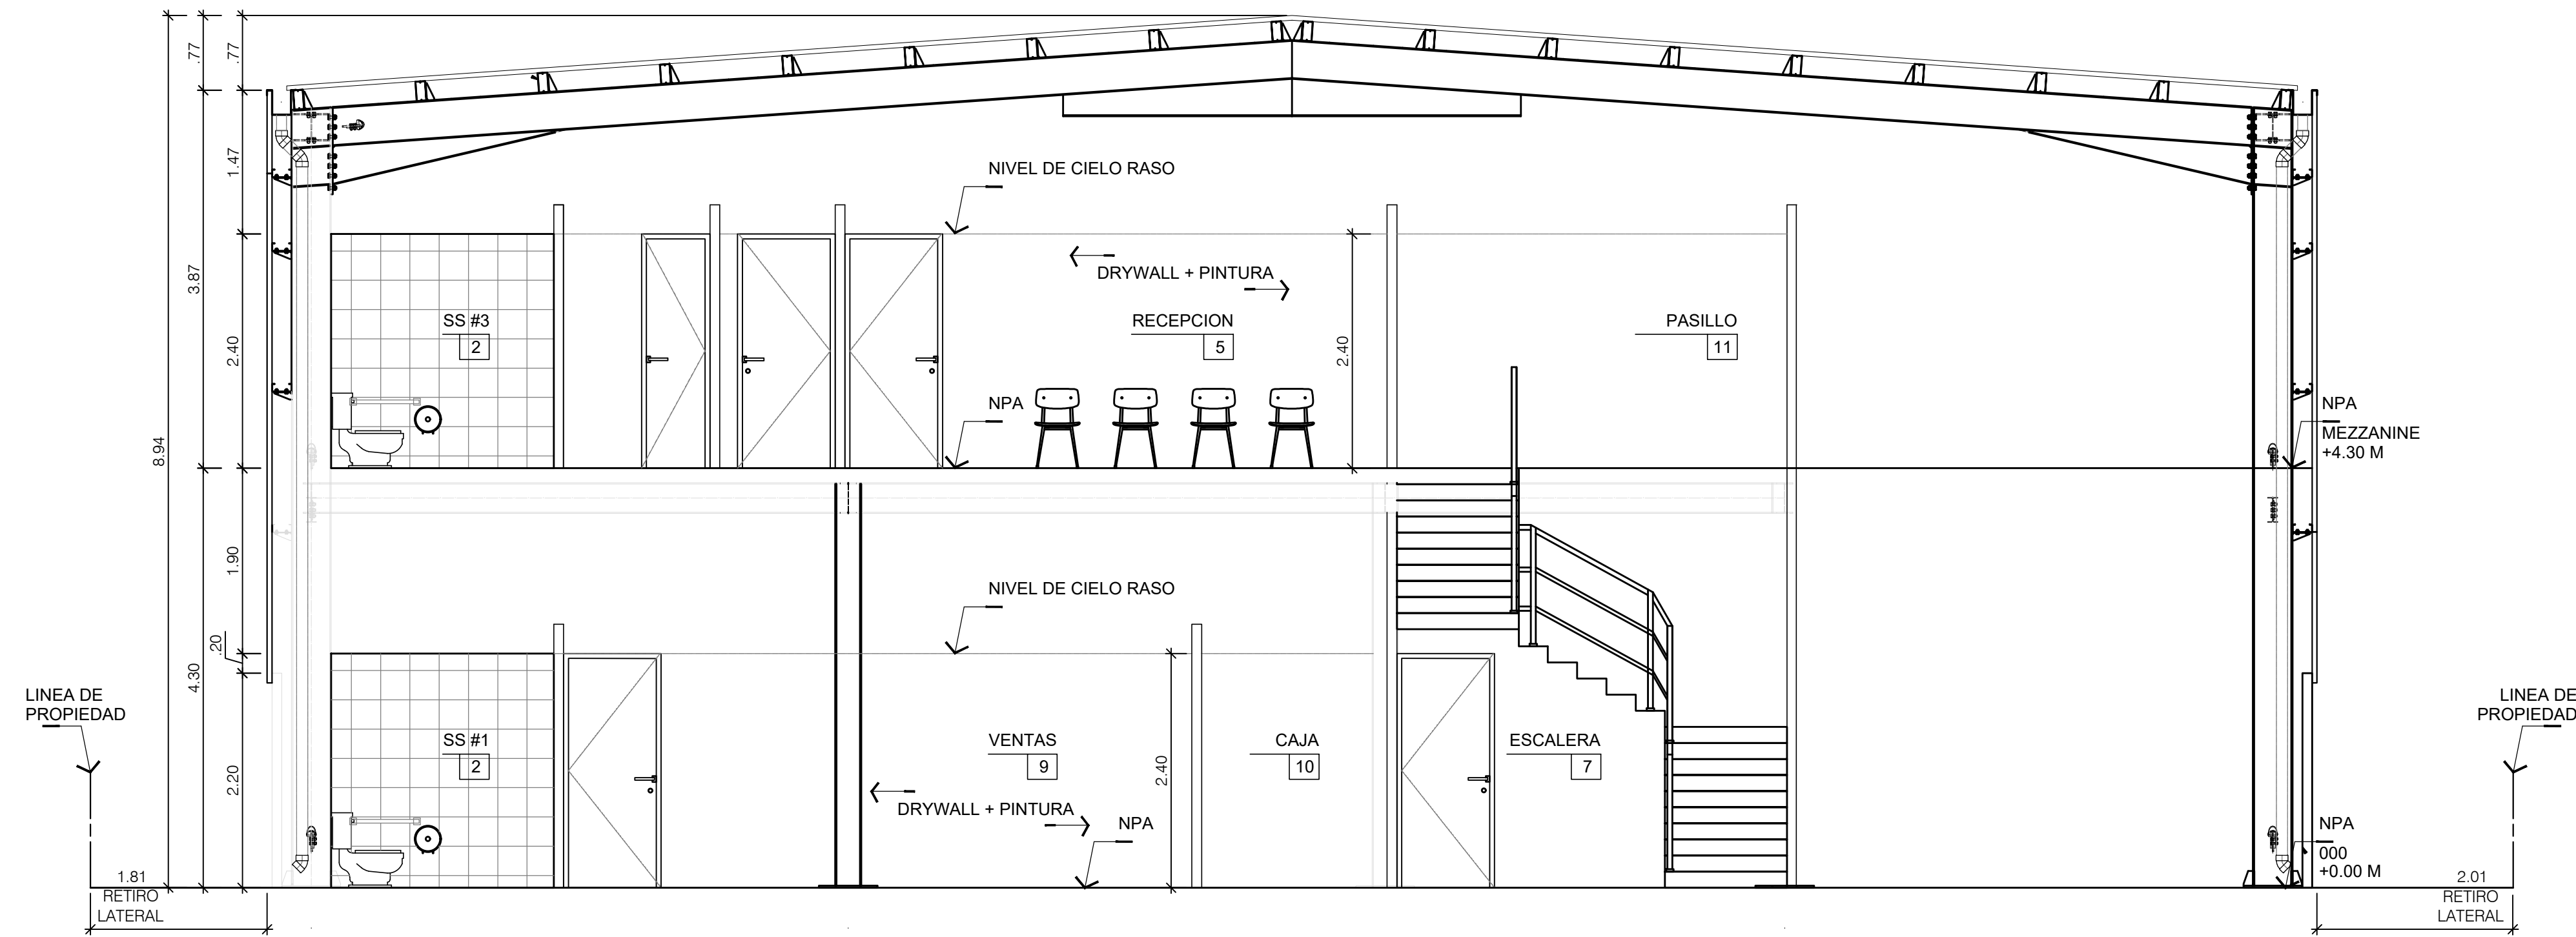 .77
.77
1.47
NIVEL DE CIELO RASO
3.87
DRYWALL + PINTURA
SS #3
2
RECEPCION
5
PASILLO
11
2.40
2.40
8.94
NPA
NPA
MEZZANINE
+4.30 M
1.90
NIVEL DE CIELO RASO
.20
4.30
LINEA DE
PROPIEDAD
LINEA DE
PROPIEDAD
SS #1
2
VENTAS
9
CAJA
10
ESCALERA
7
2.20
2.40
DRYWALL + PINTURA
NPA
NPA
000
+0.00 M
1.81
RETIRO
LATERAL
2.01
RETIRO
LATERAL